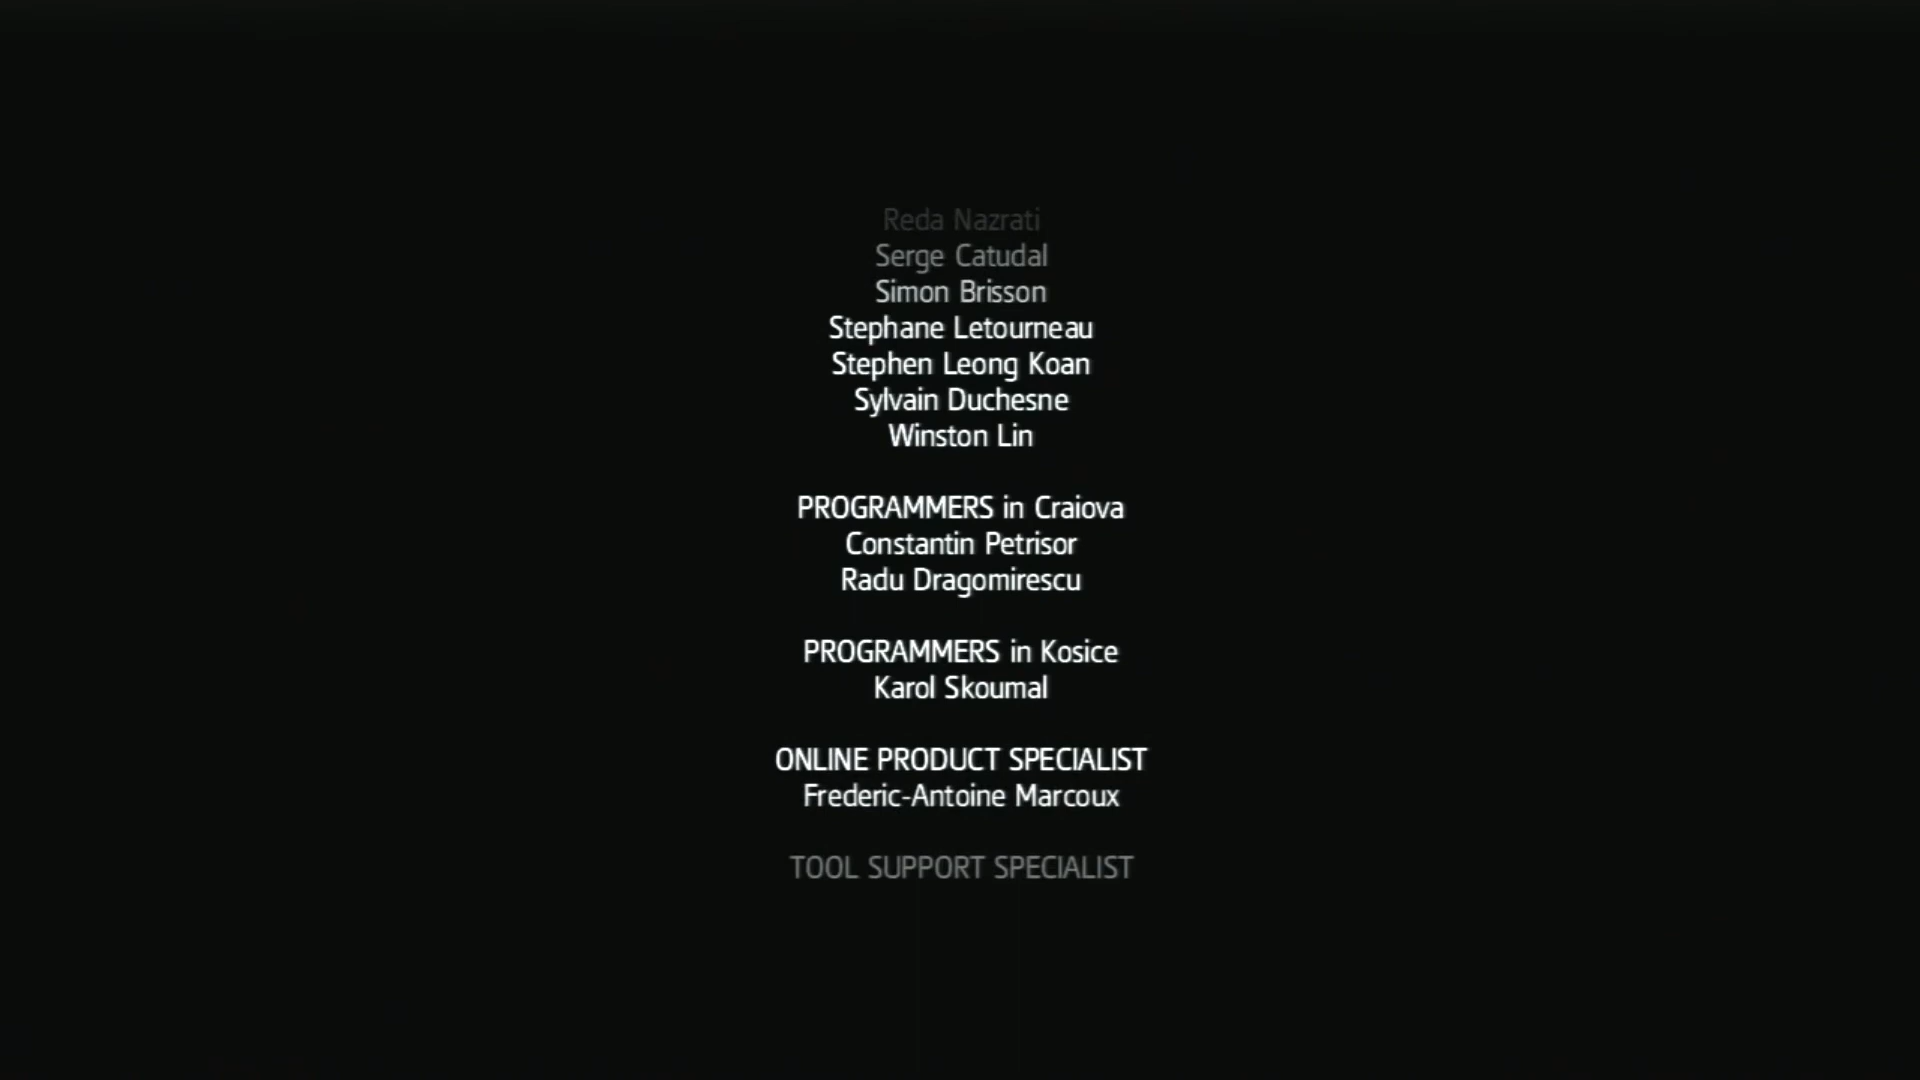 Reda Nazrati
Serge Catudal
Simon Brisson
Stephane Letourneau
Stephen Leong Koan
Sylvain Duchesne
Winston Lin
PROGRAMMERS in Craiova
Constantin Petrisor
Radu Dragomirescu
PROGRAMMERS in Kosice
Karol Skoumal
ONLINE PRODUCT SPECIALIST
Frederic-Antoine Marcoux
TOOL SUPPORT SPECIALIST